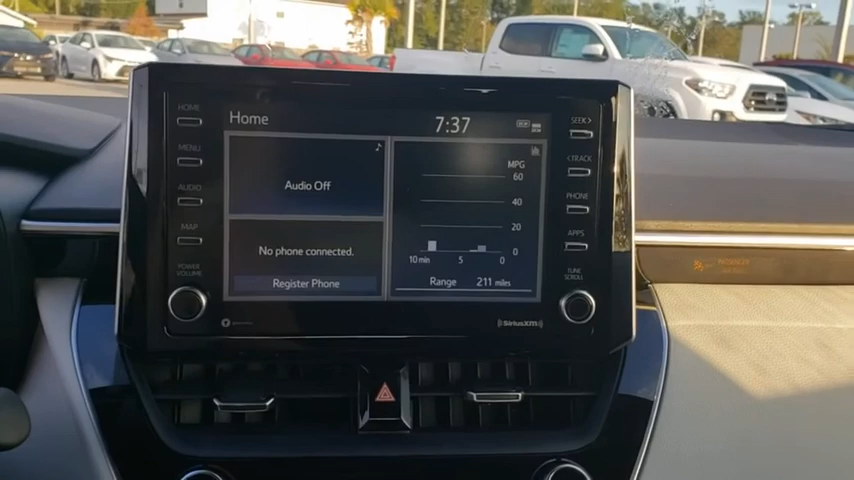 HOME
MENU
AUDIO
MAP
POWER
VOLUME
Home
7:37
Audio Off
No phone connected.
Register Phone
MPG
60
40
20
0
10 min 5 0
Range 211 miles
SEEK>
<TRACK
PHONE
APPS
TUNE
SCROLL
SiriusXM
PASSENGER